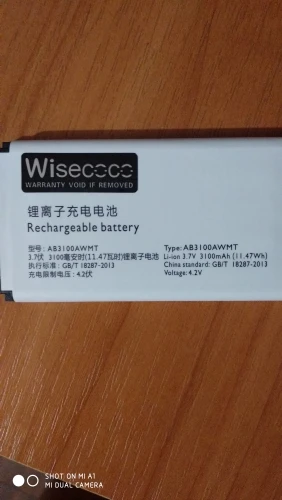 Wisecoco
WARRANTY VOID IF REMOVED
锂离子充电电池
Rechargeable battery
型号: AB3100AWMT
3.7伏 3100毫安时(11.47瓦时)锂离子电池
执行标准: GB/T 18287-2013
充电限制电压: 4.2伏
Type: AB3100AWMT
Li-ion 3.7V 3100mAh (11.47Wh)
China standard: GB/T 18287-2013
Voltage: 4.2V
SHOT ON MI A1
MI DUAL CAMERA